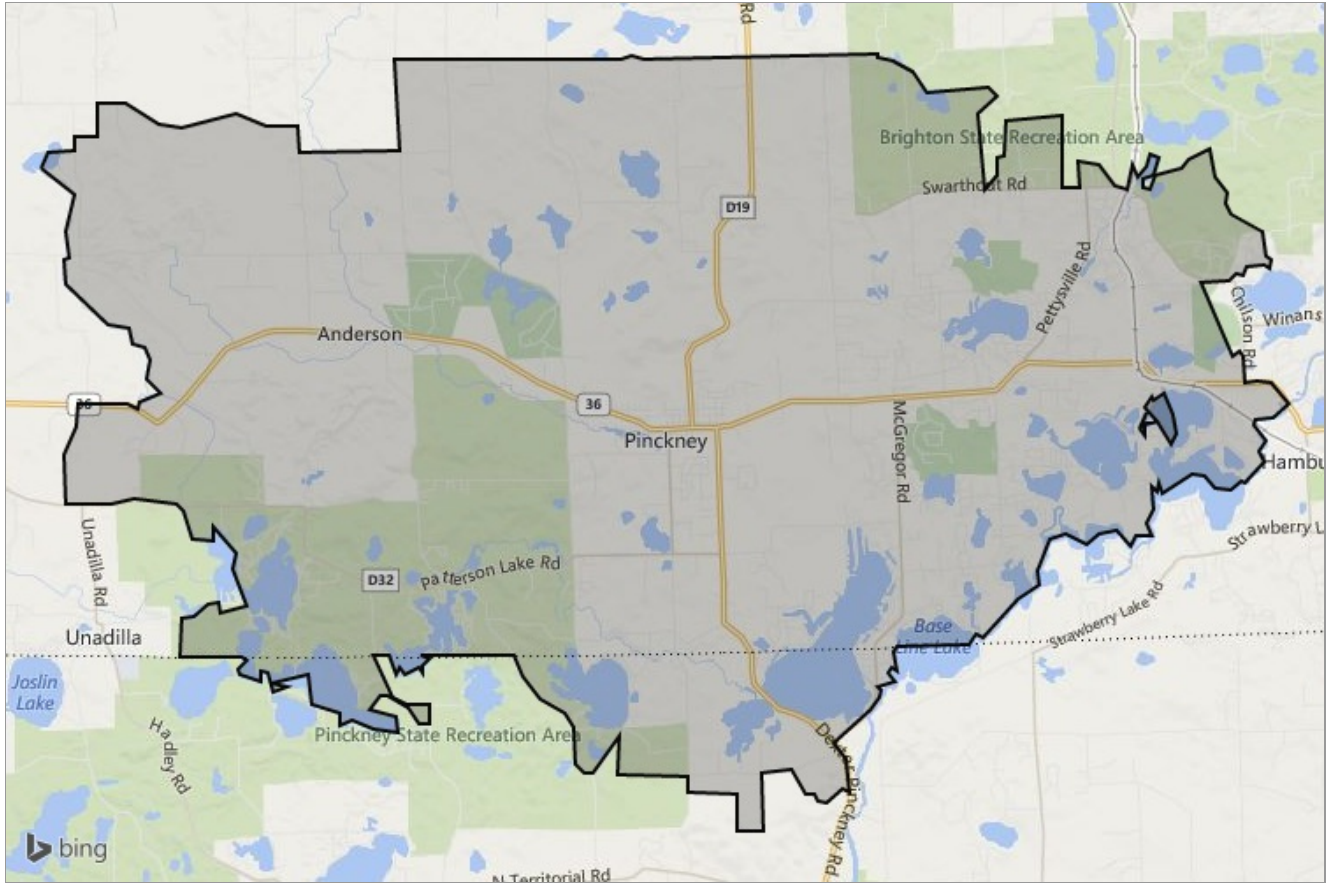 Rd
Brighton State Recreation Area
Swarthout Rd
D19
Pettysville Rd
Chilson Rd
Winans
Anderson
36
36
McGregor Rd
Pinckney
Hambu
Strawberry L
Unadilla Rd
Patterson Lake Rd
D32
Strawberry Lake Rd
Unadilla
Base
Line Lake
Joslin
Lake
Hadley Rd
Pinckney State Recreation Area
Dexter Pinckney Rd
bing
N Territorial Rd